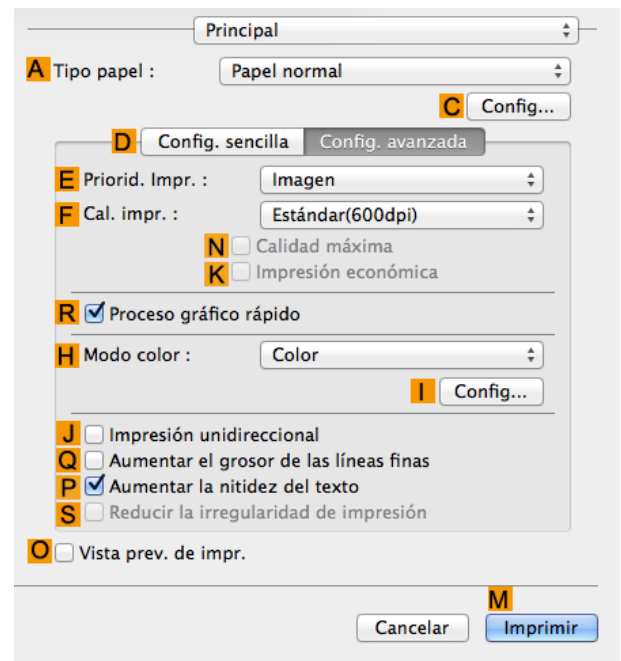 Principal
A Tipo papel : Papel normal
C Config...
D Config. sencilla Config. avanzada
E Priorid. Impr. : Imagen
F Cal. impr. : Estándar(600dpi)
N Calidad máxima
K Impresión económica
R Proceso gráfico rápido
H Modo color : Color
I Config...
J Impresión unidireccional
Q Aumentar el grosor de las líneas finas
P Aumentar la nitidez del texto
S Reducir la irregularidad de impresión
O Vista prev. de impr.
M
Cancelar Imprimir